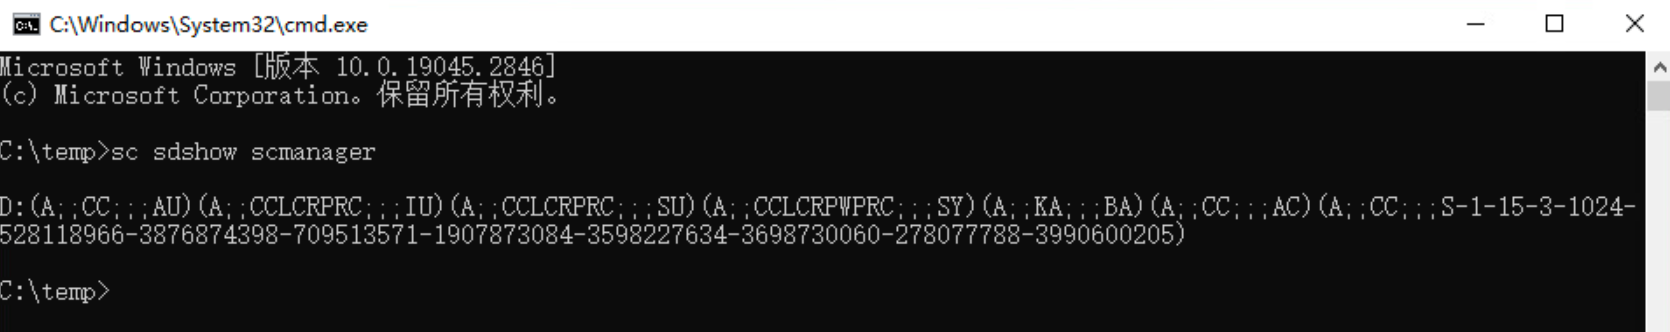 C:\Windows\System32\cmd.exe
Microsoft Windows [版本 10.0.19045.2846]
(c) Microsoft Corporation。保留所有权利。
C:\temp>sc sdshow scmanager
D:(A;;CC;;;AU)(A;;CCLCRPRC;;;IU)(A;;CCLCRPRC;;;SU)(A;;CCLCRPWPRC;;;SY)(A;;KA;;;BA)(A;;CC;;;AC)(A;;CC;;;S-1-15-3-1024-
528118966-3876874398-709513571-1907873084-3598227634-3698730060-278077788-3990600205)
C:\temp>